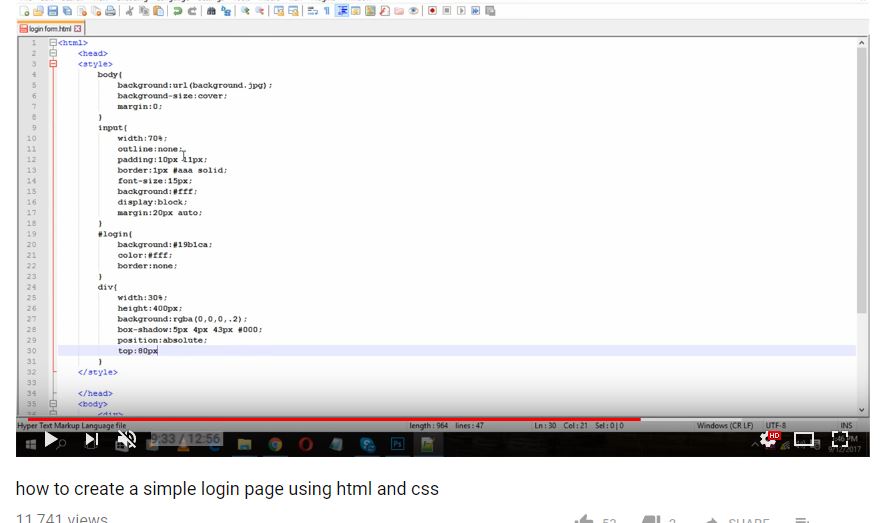 login form.html
1 <html>
2 <head>
3 <style>
4 body{
5 background:url(background.jpg);
6 background-size:cover;
7 margin:0;
8 }
9 input{
10 width:70%;
11 outline:none;
12 padding:10px 11px;
13 border:1px #aaa solid;
14 font-size:15px;
15 background:#fff;
16 display:block;
17 margin:20px auto;
18 }
19 #login{
20 background:#19b1ca;
21 color:#fff;
22 border:none;
23 }
24 div{
25 width:30%;
26 height:400px;
27 background:rgba(0,0,0,.2);
28 box-shadow:5px 4px 43px #000;
29 position:absolute;
30 top:80px
31 }
32 </style>
33
34 </head>
35 <body>
36 <div>
Hyper Text Markup Language file length : 964 lines : 47 Ln : 30 Col : 21 Sel : 0 | 0 Windows (CR LF) UTF-8 INS
9:33 / 12:56 HD PM
9/12/2017
how to create a simple login page using html and css
11,741 views 52 2 SHARE